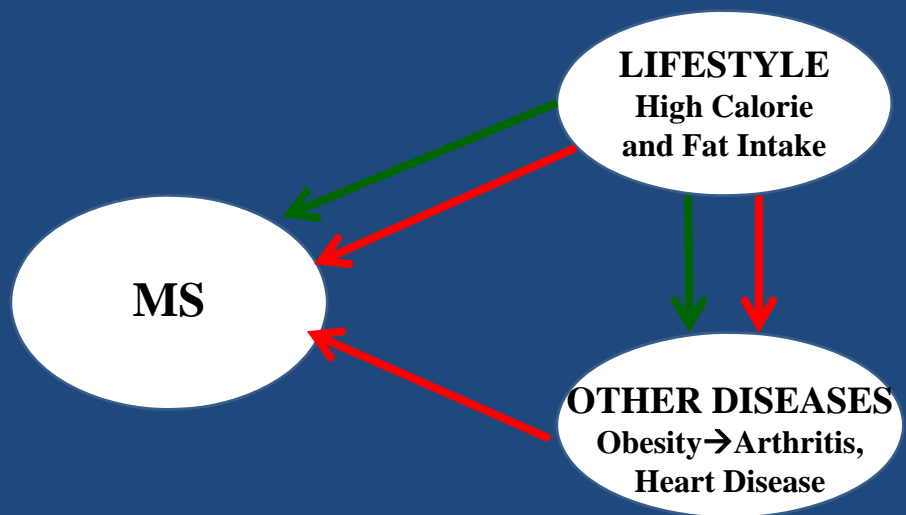 LIFESTYLE
High Calorie
and Fat Intake
MS
OTHER DISEASES
Obesity→Arthritis,
Heart Disease